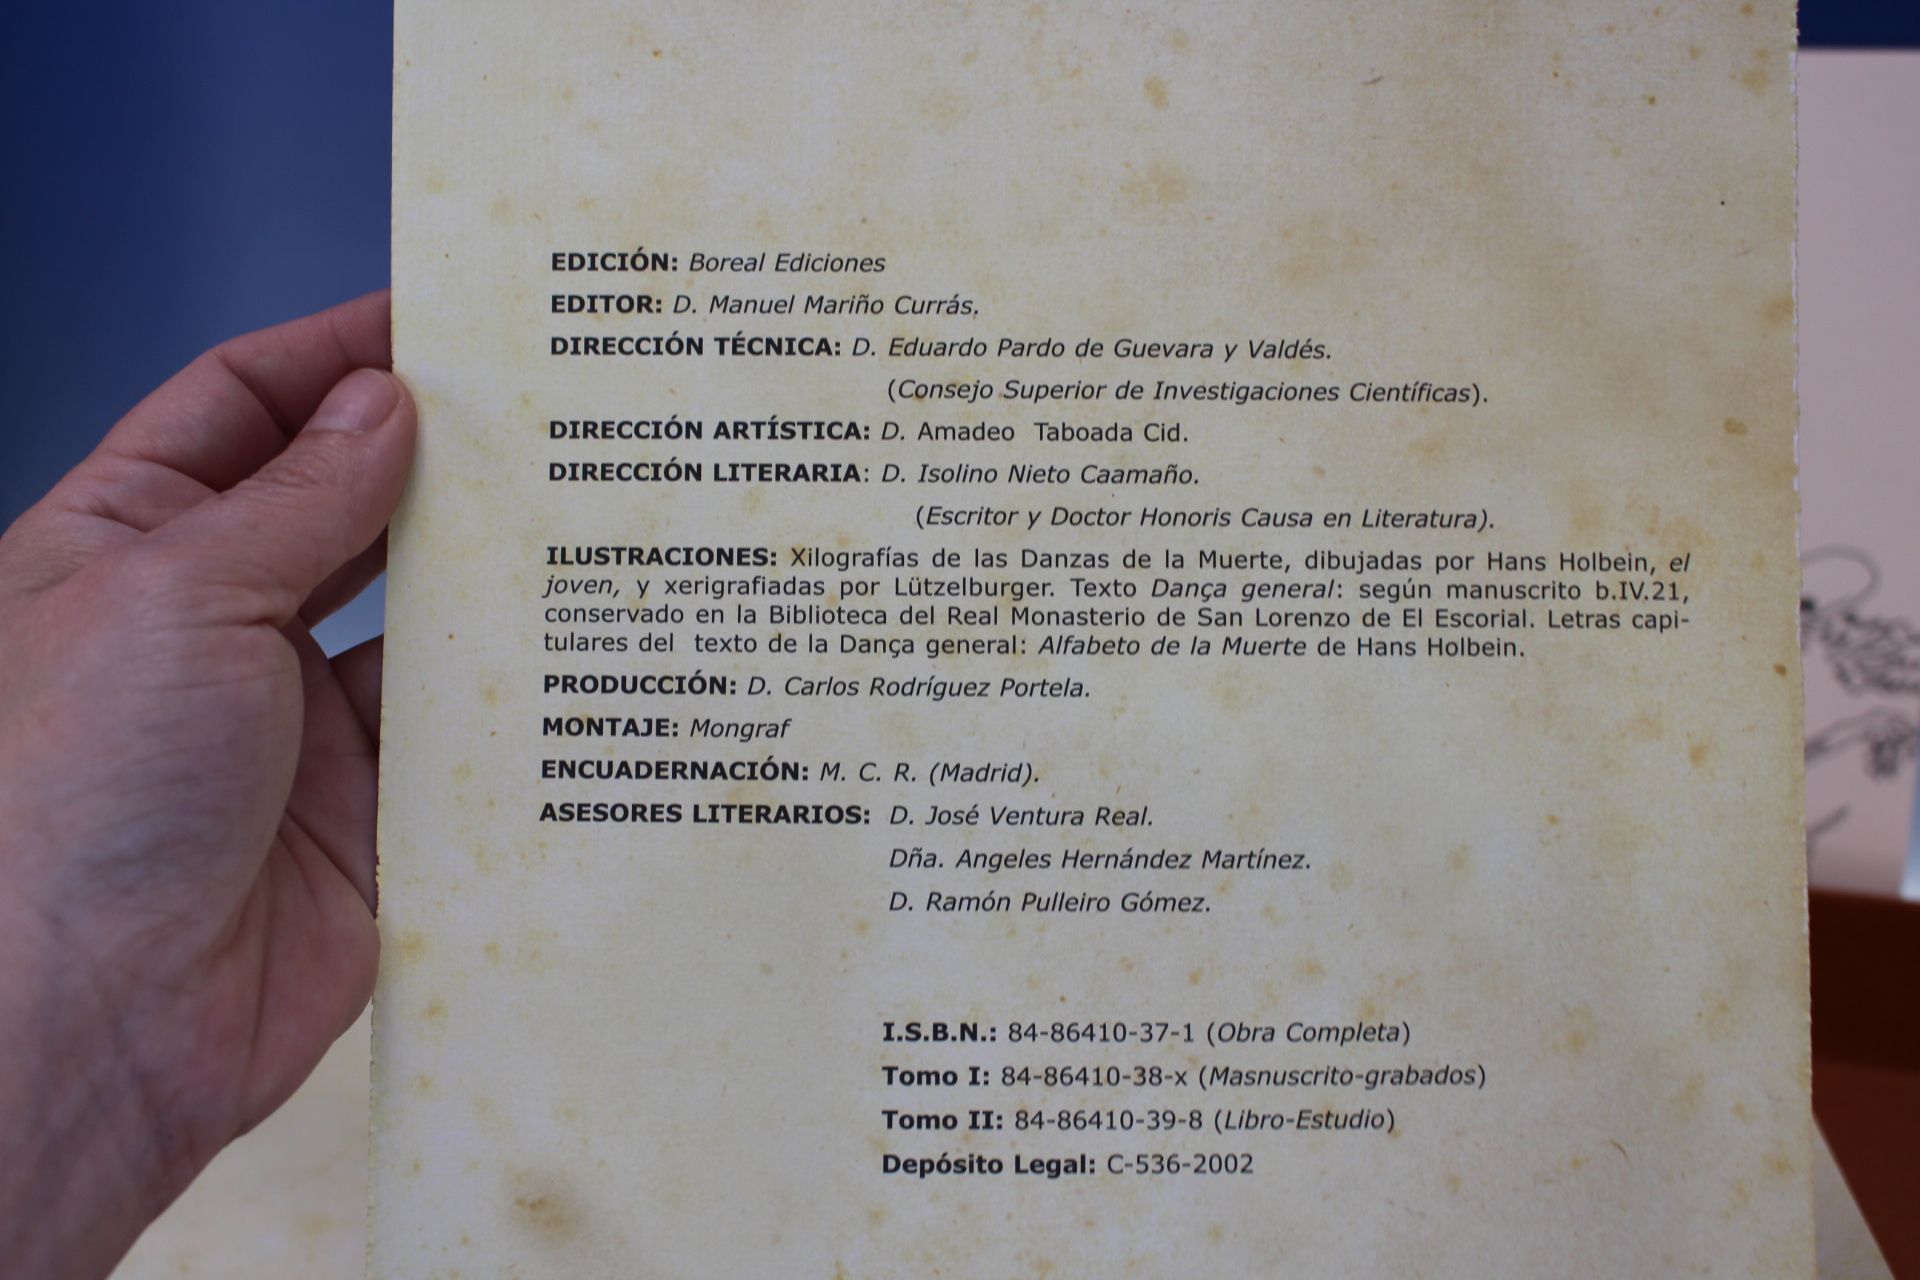 EDICIÓN: Boreal Ediciones
EDITOR: D. Manuel Mariño Currás.
DIRECCIÓN TÉCNICA: D. Eduardo Pardo de Guevara y Valdés.
(Consejo Superior de Investigaciones Científicas).
DIRECCIÓN ARTÍSTICA: D. Amadeo Taboada Cid.
DIRECCIÓN LITERARIA: D. Isolino Nieto Caamaño.
(Escritor y Doctor Honoris Causa en Literatura).
ILUSTRACIONES: Xilografías de las Danzas de la Muerte, dibujadas por Hans Holbein, el
joven, y xerigrafiadas por Lützelburger. Texto Dança general: según manuscrito b.IV.21,
conservado en la Biblioteca del Real Monasterio de San Lorenzo de El Escorial. Letras capi-
tulares del texto de la Dança general: Alfabeto de la Muerte de Hans Holbein.
PRODUCCIÓN: D. Carlos Rodríguez Portela.
MONTAJE: Mongraf
ENCUADERNACIÓN: M. C. R. (Madrid).
ASESORES LITERARIOS: D. José Ventura Real.
Dña. Angeles Hernández Martínez.
D. Ramón Pulleiro Gómez.
I.S.B.N.: 84-86410-37-1 (Obra Completa)
Tomo I: 84-86410-38-x (Masnuscrito-grabados)
Tomo II: 84-86410-39-8 (Libro-Estudio)
Depósito Legal: C-536-2002